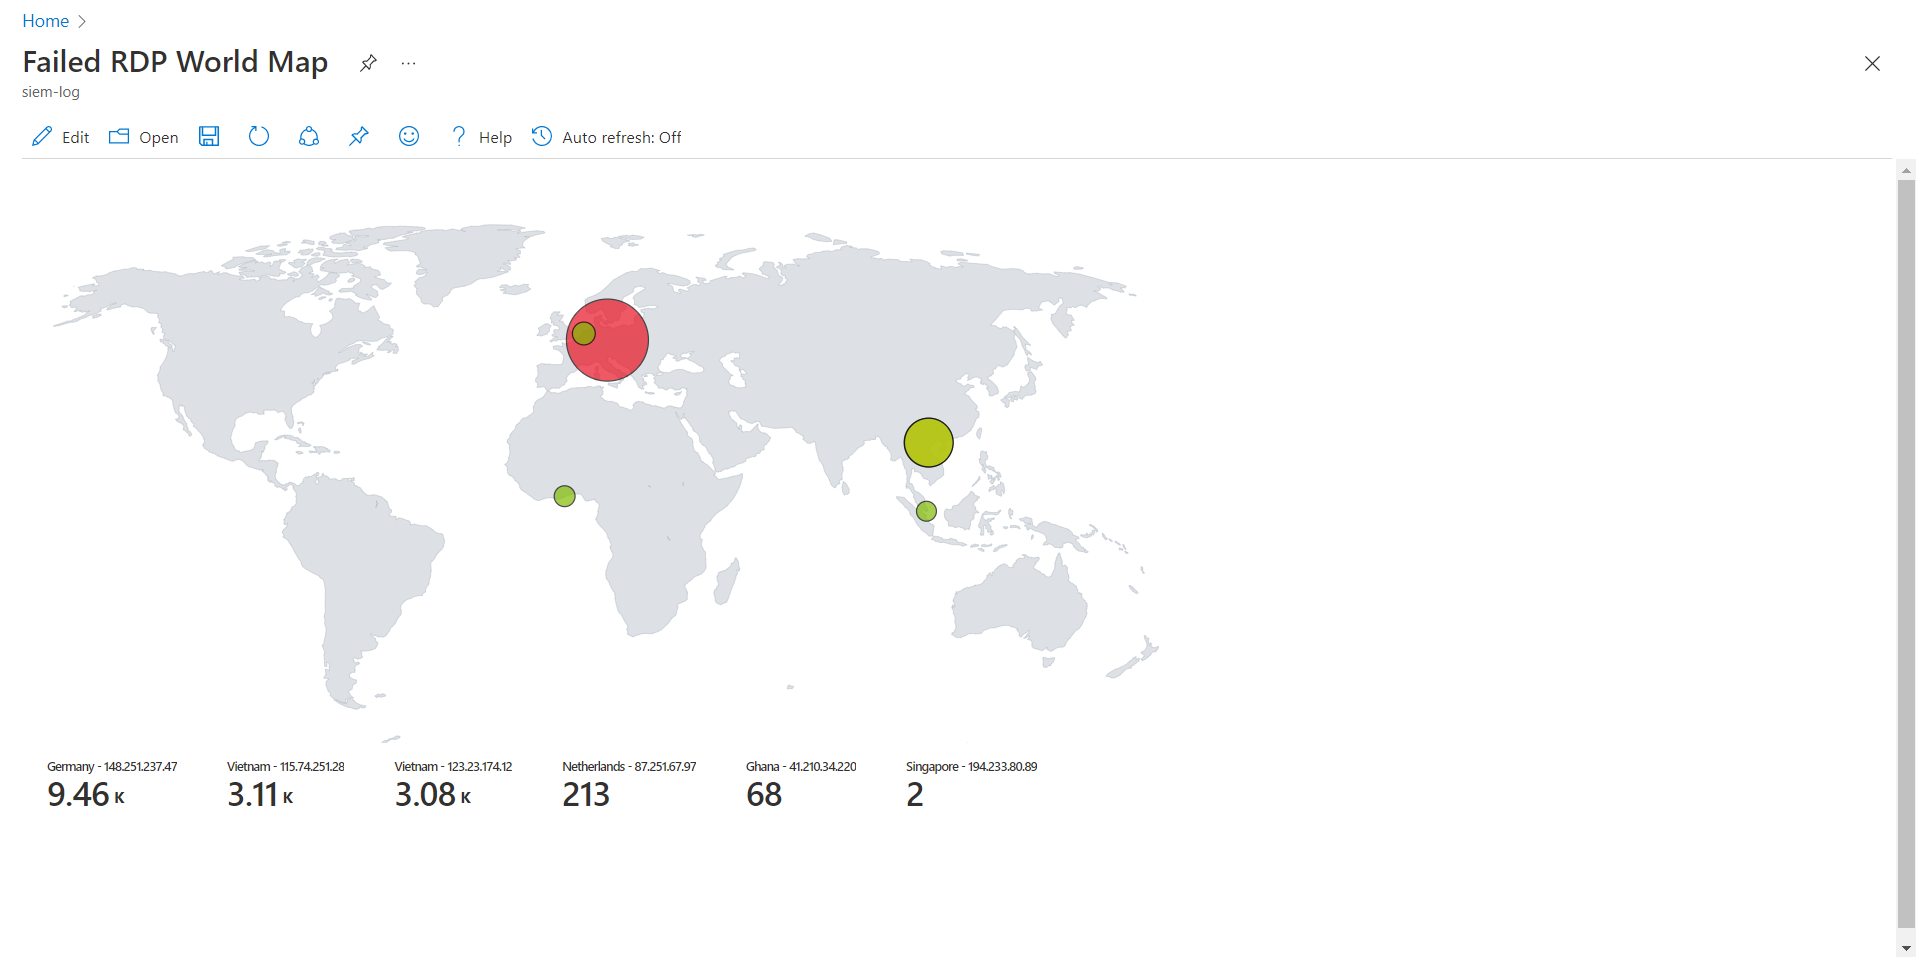 Home
Failed RDP World Map
siem-log
Edit Open Help Auto refresh: Off
Germany - 148.251.237.47 Vietnam - 115.74.251.28 Vietnam - 123.23.174.12 Netherlands - 87.251.67.97 Ghana - 41.210.34.220 Singapore - 194.233.80.89
9.46 K 3.11 K 3.08 K 213 68 2